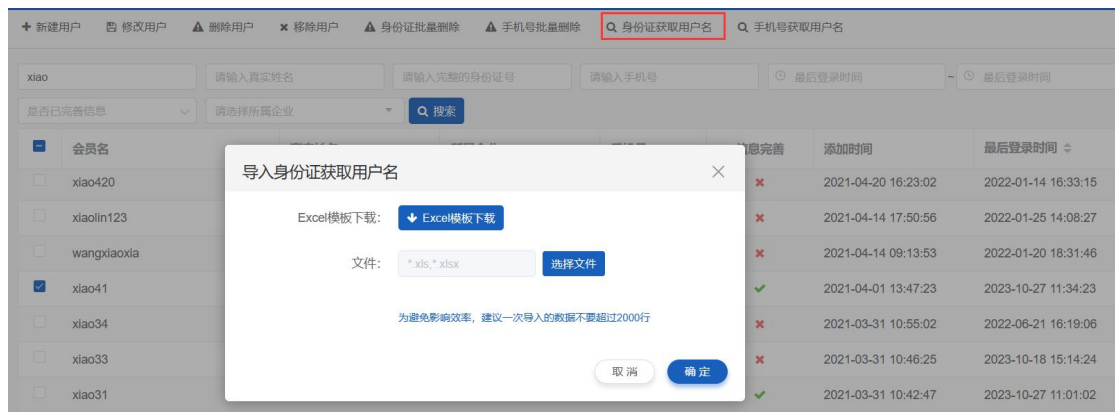 新建用户 修改用户 删除用户 移除用户 身份证批量删除 手机号批量删除 身份证获取用户名 手机号获取用户名
xiao 请输入真实姓名 请输入完整的身份证号 请输入手机号 最后登录时间 ~ 最后登录时间
是否已完善信息 请选择所属企业 搜索
会员名 信息完善 添加时间 最后登录时间
导入身份证获取用户名
xiao420 2021-04-20 16:23:02 2022-01-14 16:33:15
Excel模板下载: Excel模板下载
xiaolin123 2021-04-14 17:50:56 2022-01-25 14:08:27
wangxiaoxia 2021-04-14 09:13:53 2022-01-20 18:31:46
文件: *.xls,*.xlsx 选择文件
xiao41 2021-04-01 13:47:23 2023-10-27 11:34:23
为避免影响效率，建议一次导入的数据不要超过2000行
xiao34 2021-03-31 10:55:02 2022-06-21 16:19:06
xiao33 2021-03-31 10:46:25 2023-10-18 15:14:24
取消 确定
xiao31 2021-03-31 10:42:47 2023-10-27 11:01:02